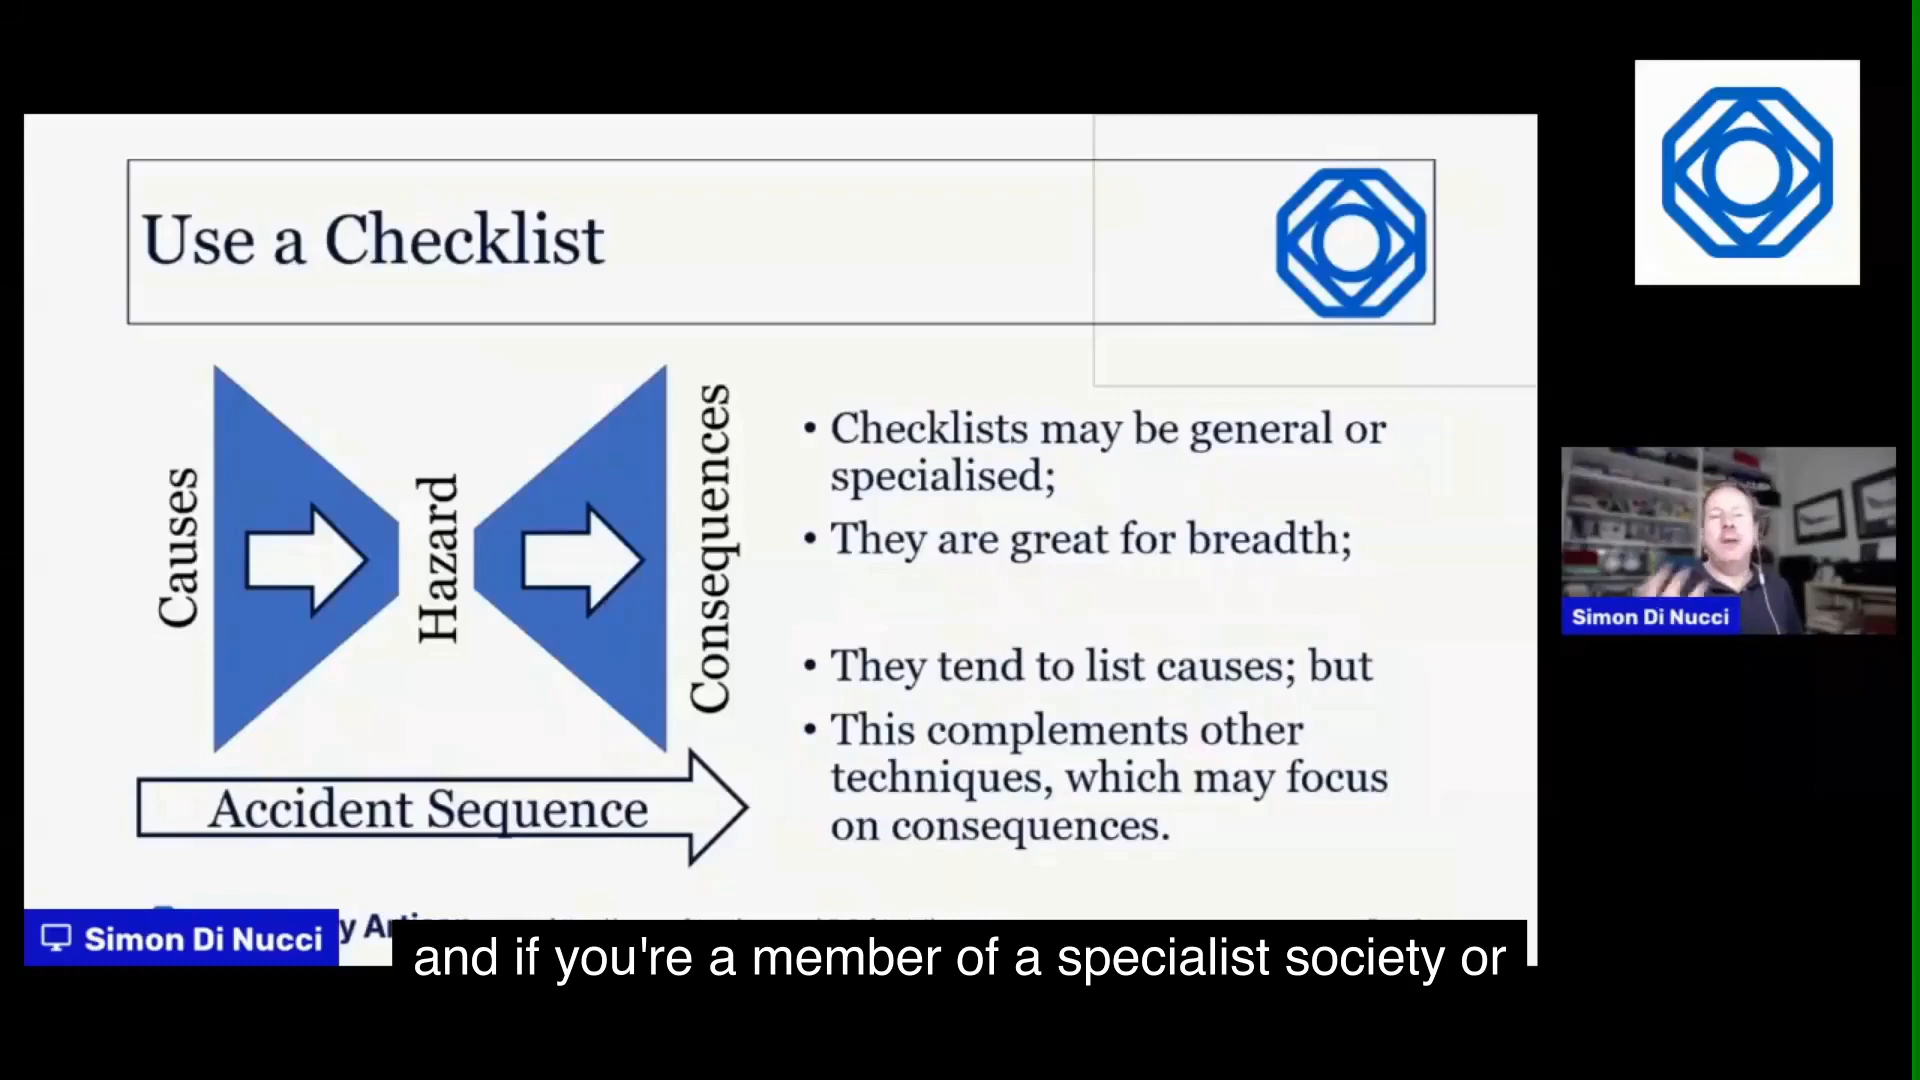 Use a Checklist
Causes
Hazard
Consequences
Accident Sequence
• Checklists may be general or
specialised;
• They are great for breadth;
• They tend to list causes; but
• This complements other
techniques, which may focus
on consequences.
Simon Di Nucci
Simon Di Nucci
and if you're a member of a specialist society or